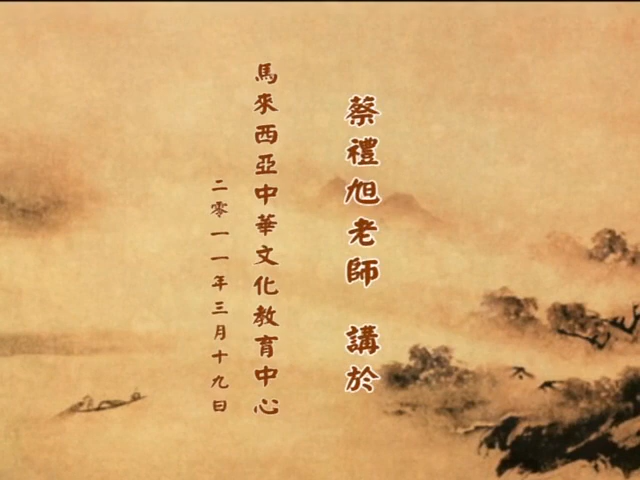 蔡禮旭老師 講於
馬來西亞中華文化教育中心
二零一一年三月十九日